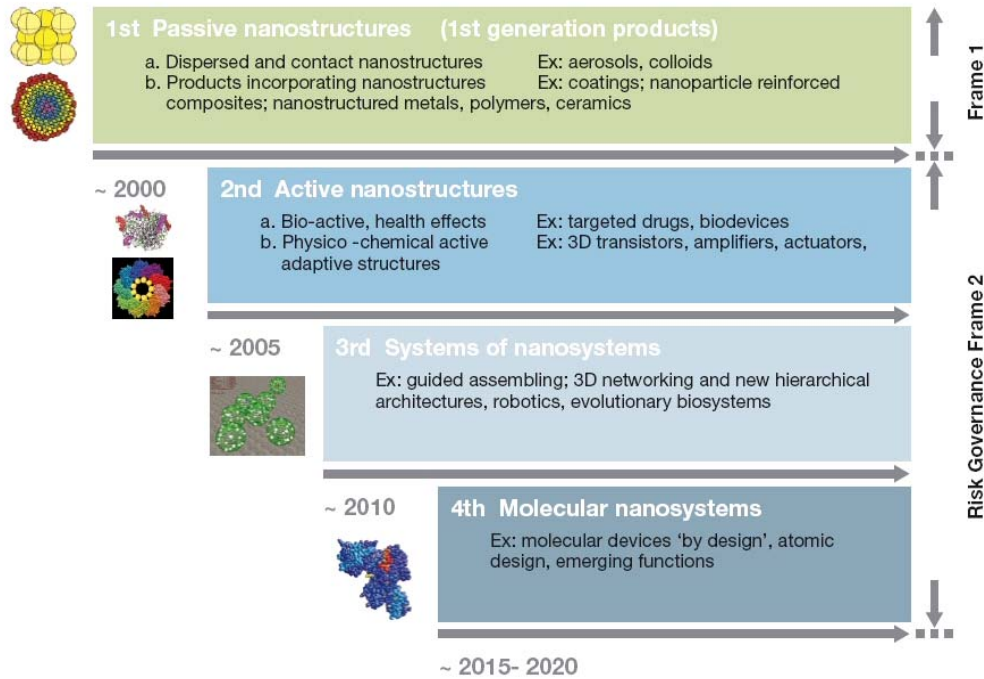 1st Passive nanostructures (1st generation products)
a. Dispersed and contact nanostructures Ex: aerosols, colloids
b. Products incorporating nanostructures Ex: coatings; nanoparticle reinforced
composites; nanostructured metals, polymers, ceramics
Frame 1
~ 2000
2nd Active nanostructures
a. Bio-active, health effects Ex: targeted drugs, biodevices
b. Physico -chemical active Ex: 3D transistors, amplifiers, actuators,
adaptive structures
~ 2005
3rd Systems of nanosystems
Ex: guided assembling; 3D networking and new hierarchical
architectures, robotics, evolutionary biosystems
Risk Governance Frame 2
~ 2010
4th Molecular nanosystems
Ex: molecular devices ‘by design’, atomic
design, emerging functions
~ 2015- 2020